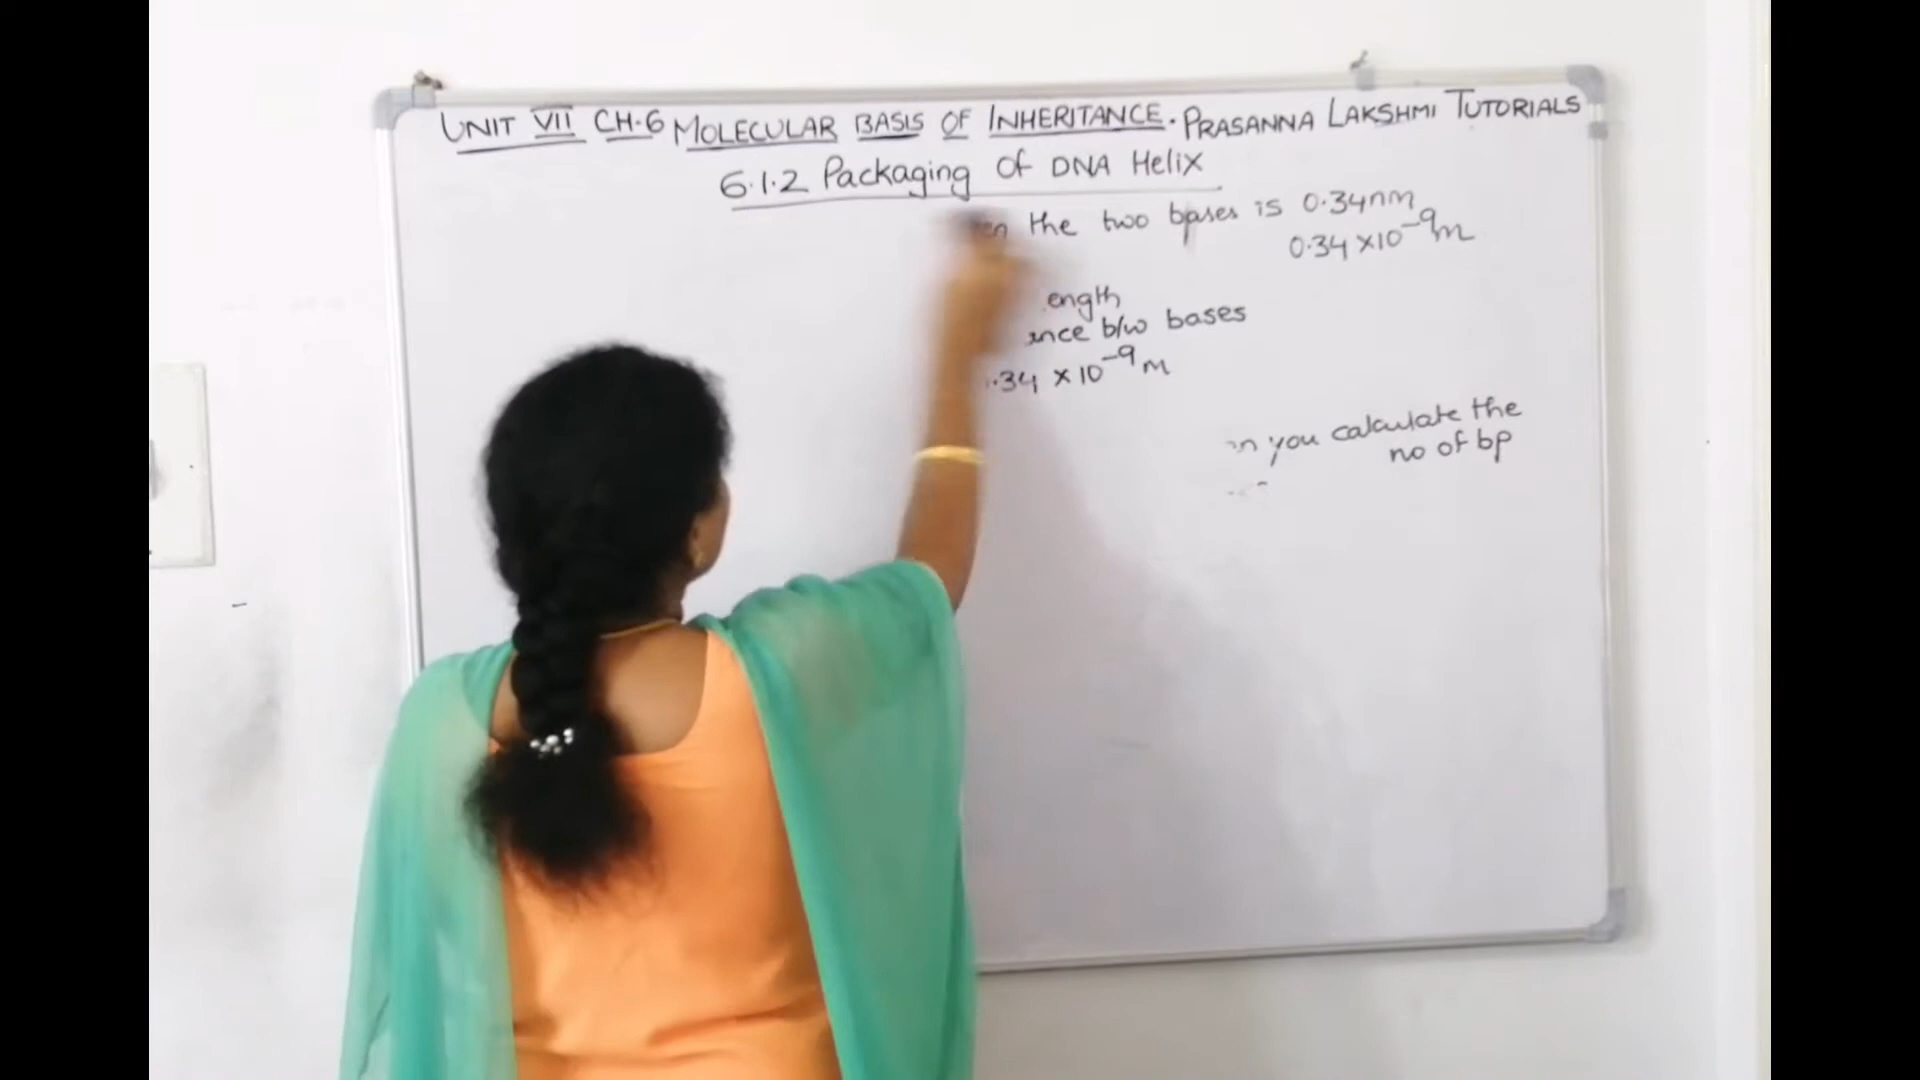 UNIT VII CH-6 MOLECULAR BASIS OF INHERITANCE. PRASANNA LAKSHMI TUTORIALS
6.1.2 Packaging Of DNA Helix
the two bases is 0.34nm
0.34 ×10⁻⁹m
ength
ence b/w bases
.34 ×10⁻⁹m
you calculate the
no of bp